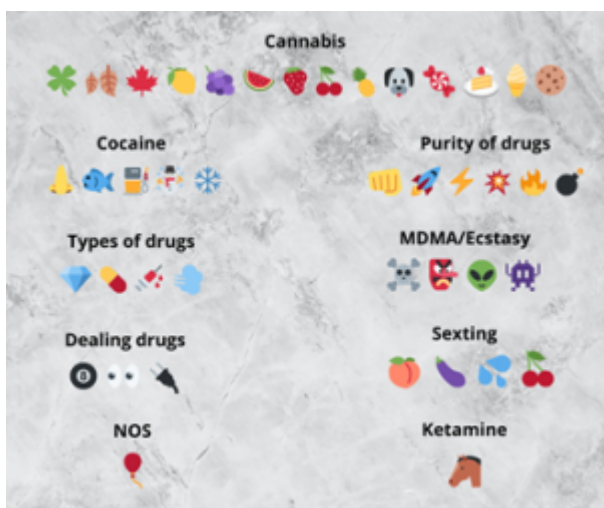 Cannabis
Cocaine
Purity of drugs
Types of drugs
MDMA/Ecstasy
Dealing drugs
Sexting
NOS
Ketamine